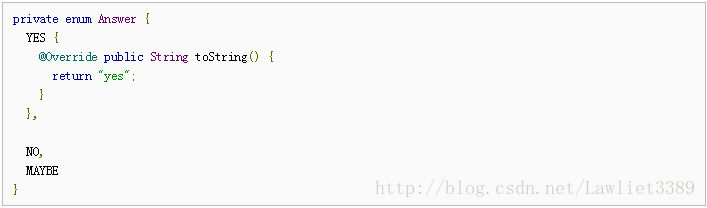 private enum Answer {
  YES {
    @Override public String toString() {
      return "yes";
    }
  },

  NO,
  MAYBE
}
http://blog.csdn.net/Lawliet3389